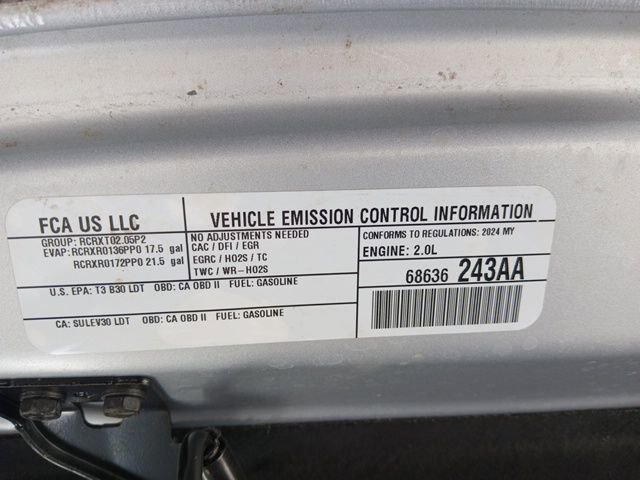 FCA US LLC
GROUP: RCRXT02.05P2
EVAP: RCRXR0136PP0 17.5 gal
RCRXR0172PP0 21.5 gal
VEHICLE EMISSION CONTROL INFORMATION
NO ADJUSTMENTS NEEDED
CAC / DFI / EGR
EGRC / HO2S / TC
TWC / WR-HO2S
CONFORMS TO REGULATIONS: 2024 MY
ENGINE: 2.0L
U.S. EPA: T3 B30 LDT OBD: CA OBD II FUEL: GASOLINE
CA: SULEV30 LDT OBD: CA OBD II FUEL: GASOLINE
68636 243AA